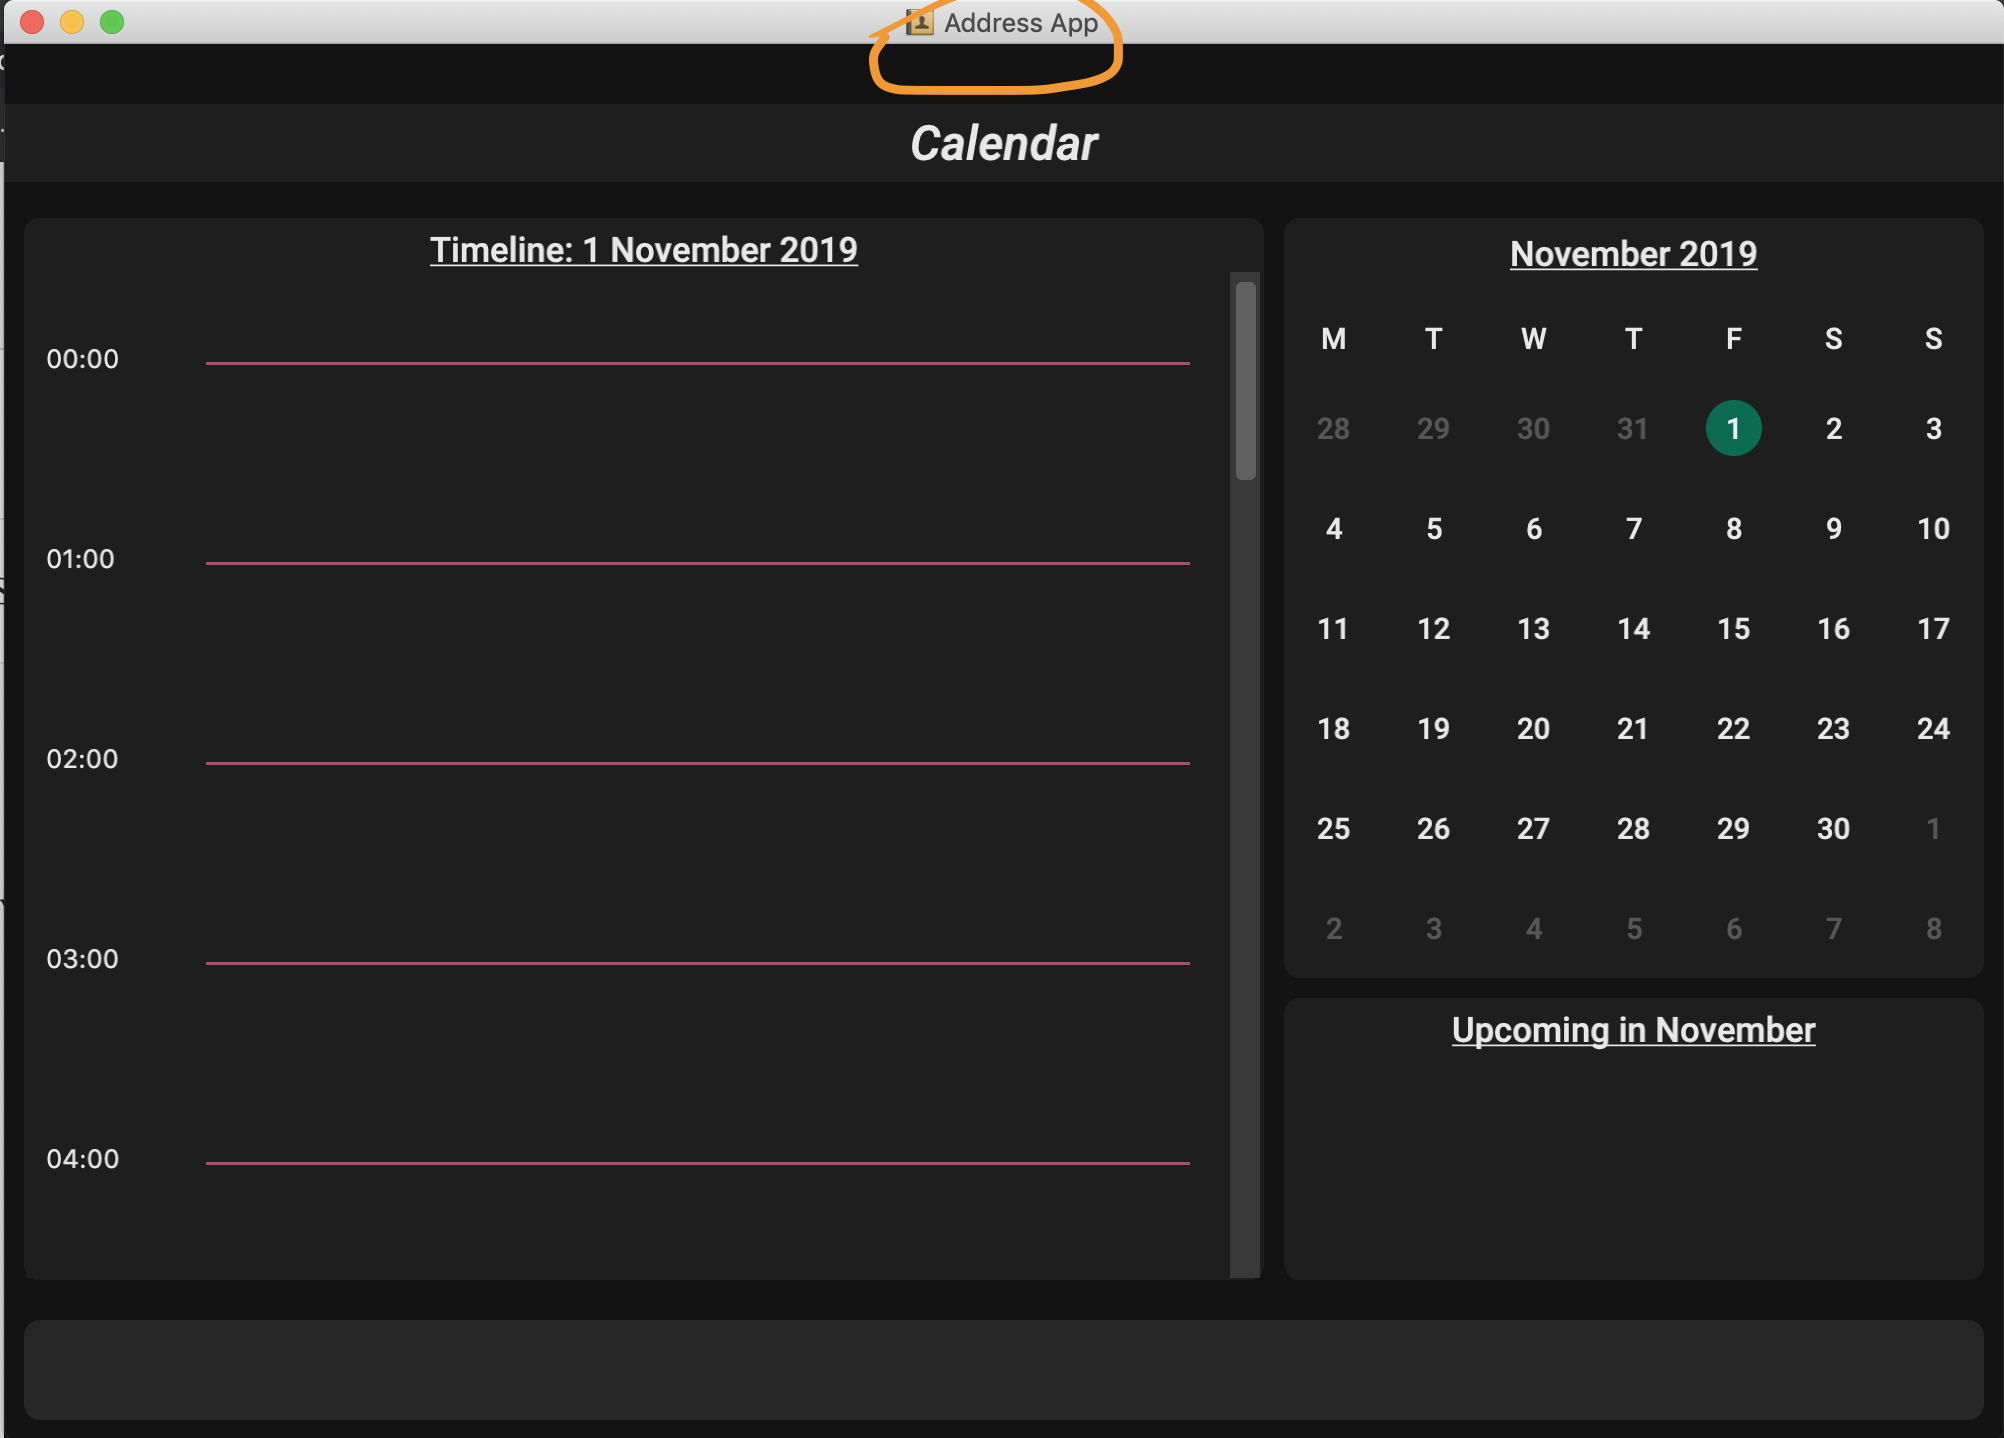 Address App
Calendar
Timeline: 1 November 2019
00:00
01:00
02:00
03:00
04:00
November 2019
M T W T F S S
28 29 30 31 1 2 3
4 5 6 7 8 9 10
11 12 13 14 15 16 17
18 19 20 21 22 23 24
25 26 27 28 29 30 1
2 3 4 5 6 7 8
Upcoming in November